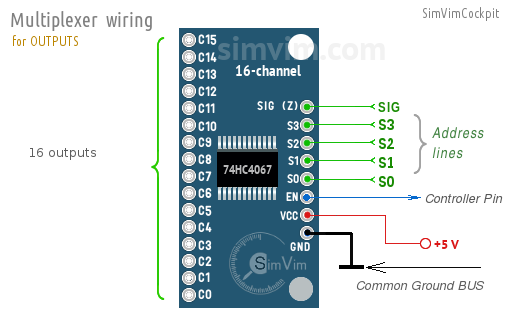 Multiplexer wiring
for OUTPUTS
SimVimCockpit
simvim.com
16-channel
C15
C14
C13
C12
C11
C10
C9
C8
C7
C6
C5
C4
C3
C2
C1
C0
16 outputs
74HC4067
SIG (Z)
S3
S2
S1
S0
EN
VCC
GND
SIG
S3
S2
S1
S0
Address
lines
Controller Pin
+5 V
Common Ground BUS
SimVim